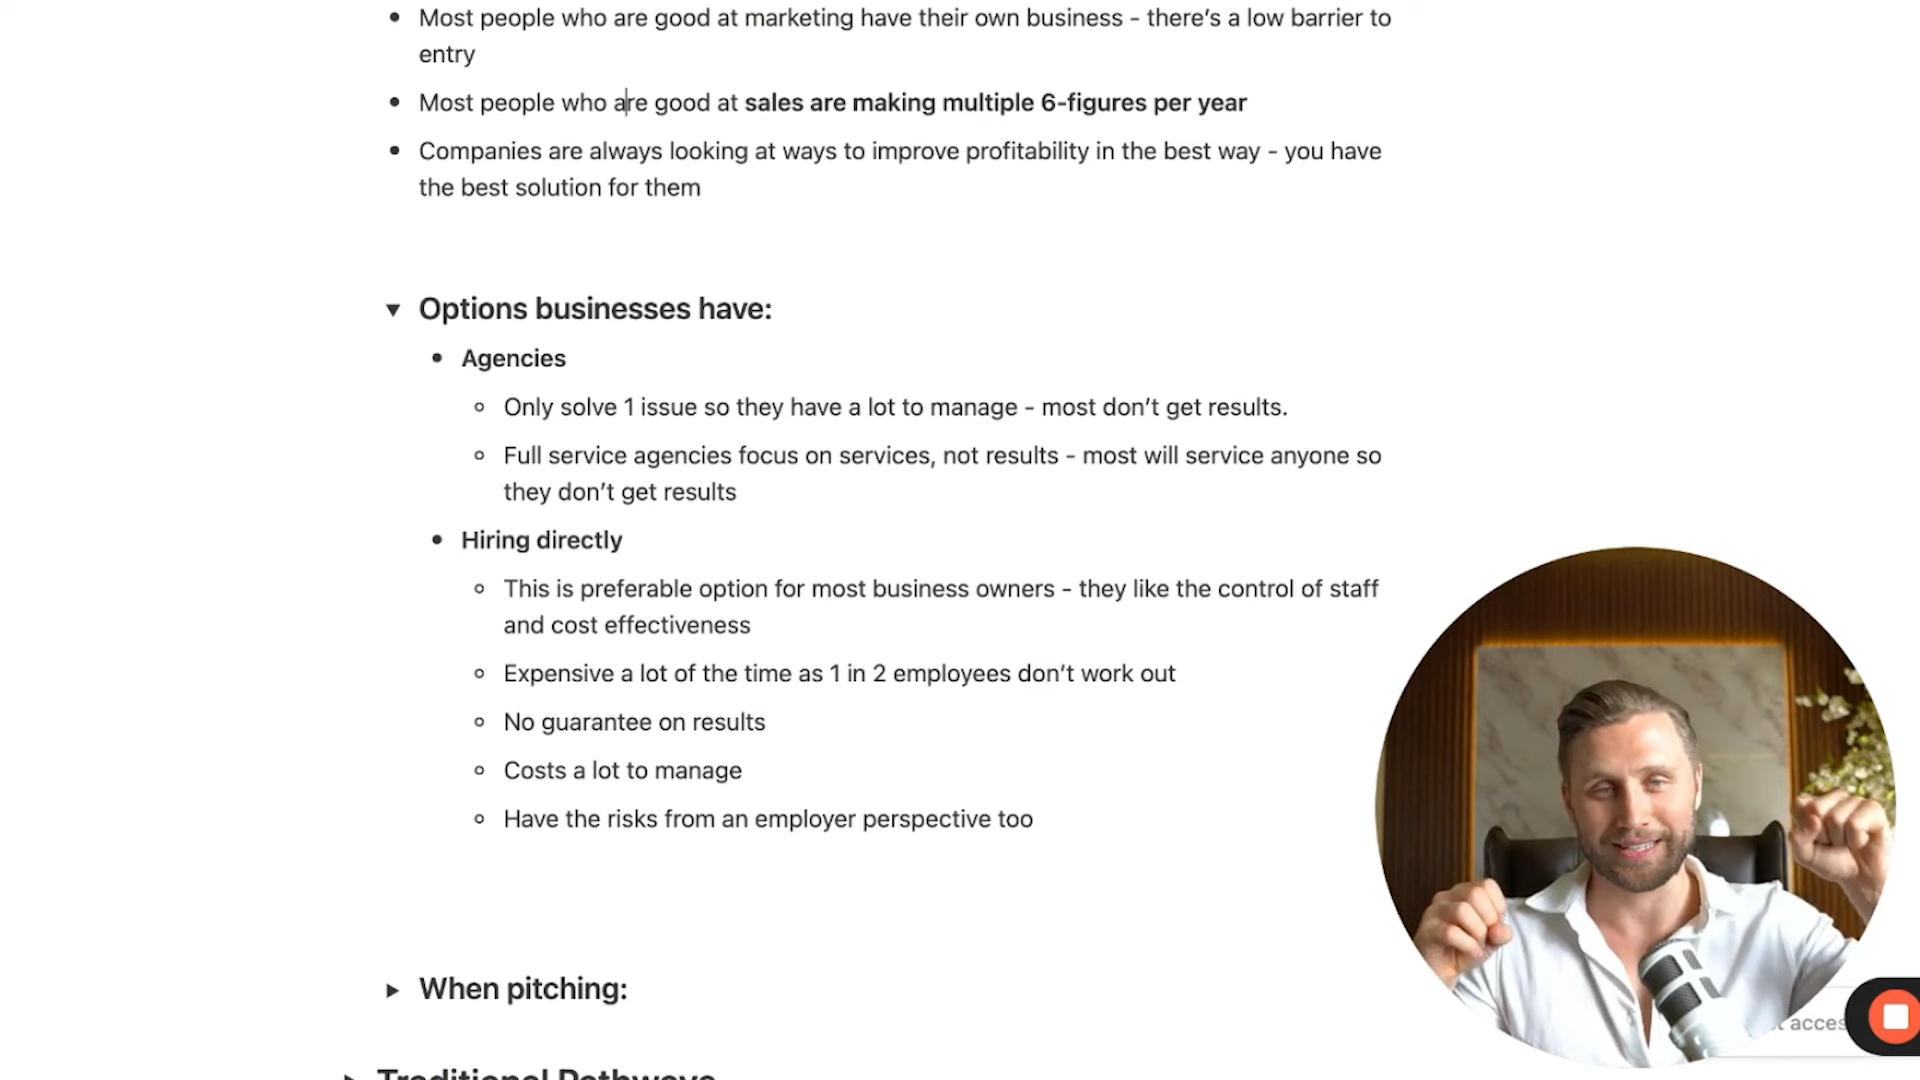 Most people who are good at marketing have their own business - there's a low barrier to
entry
Most people who are good at sales are making multiple 6-figures per year
Companies are always looking at ways to improve profitability in the best way - you have
the best solution for them
Options businesses have:
Agencies
Only solve 1 issue so they have a lot to manage - most don't get results.
Full service agencies focus on services, not results - most will service anyone so
they don't get results
Hiring directly
This is preferable option for most business owners - they like the control of staff
and cost effectiveness
Expensive a lot of the time as 1 in 2 employees don't work out
No guarantee on results
Costs a lot to manage
Have the risks from an employer perspective too
When pitching:
Traditional Pathways